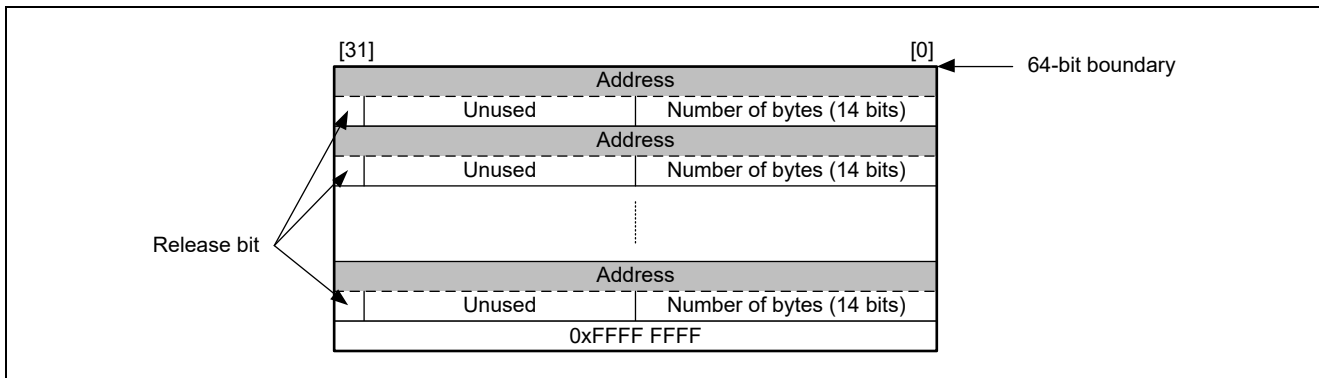 [31] [0]
64-bit boundary
Address
Unused Number of bytes (14 bits)
Address
Unused Number of bytes (14 bits)
Release bit
Address
Unused Number of bytes (14 bits)
0xFFFF FFFF